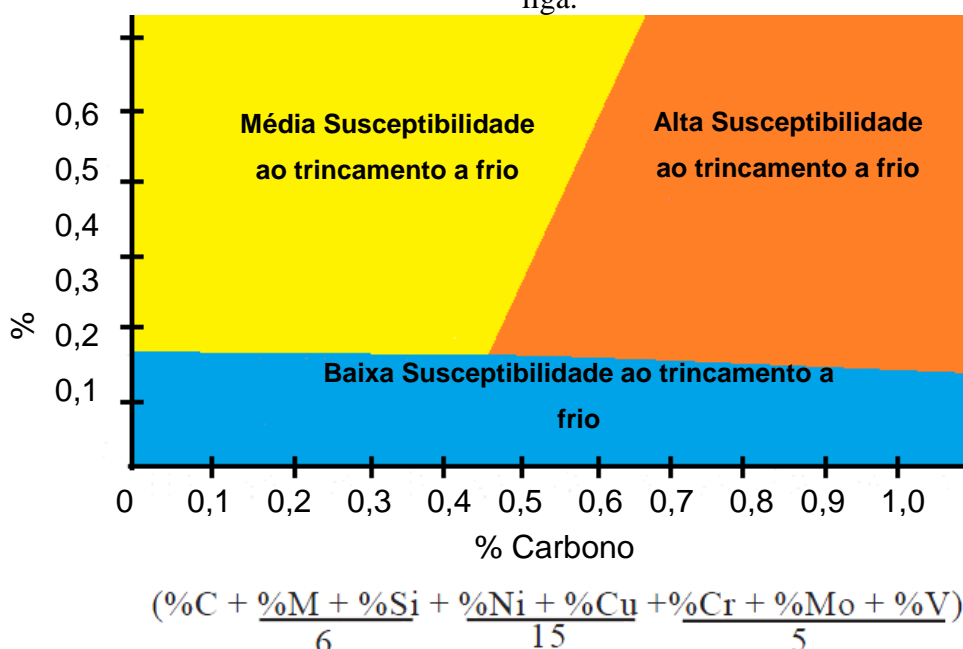 liga.
0,6
0,5
0,4
0,3
0,2
0,1
%
Média Susceptibilidade
ao trincamento a frio
Alta Susceptibilidade
ao trincamento a frio
Baixa Susceptibilidade ao trincamento a
frio
0 0,1 0,2 0,3 0,4 0,5 0,6 0,7 0,8 0,9 1,0
% Carbono
(%C + %M + %Si + %Ni + %Cu +%Cr + %Mo + %V)
6 15 5